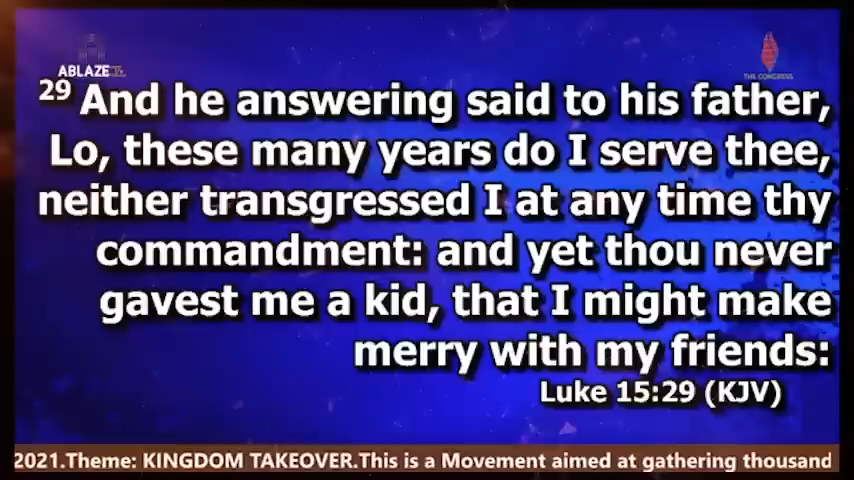 ABLAZE TV
THE CONGRESS
29 And he answering said to his father,
Lo, these many years do I serve thee,
neither transgressed I at any time thy
commandment: and yet thou never
gavest me a kid, that I might make
merry with my friends:
Luke 15:29 (KJV)
2021.Theme: KINGDOM TAKEOVER.This is a Movement aimed at gathering thousand